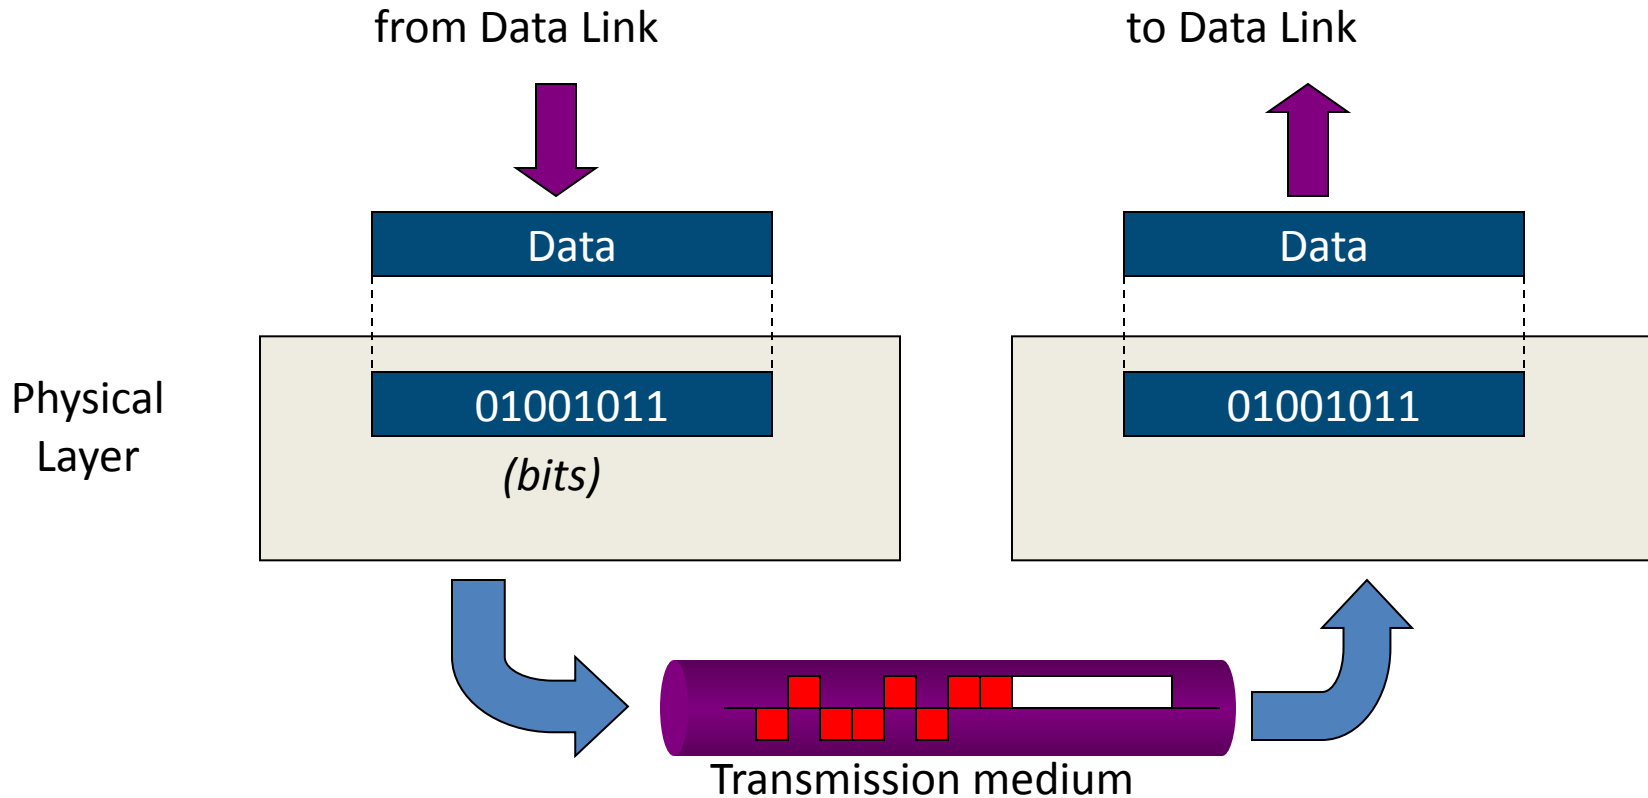 from Data Link
to Data Link
Data
Data
Physical
Layer
01001011
01001011
(bits)
Transmission medium